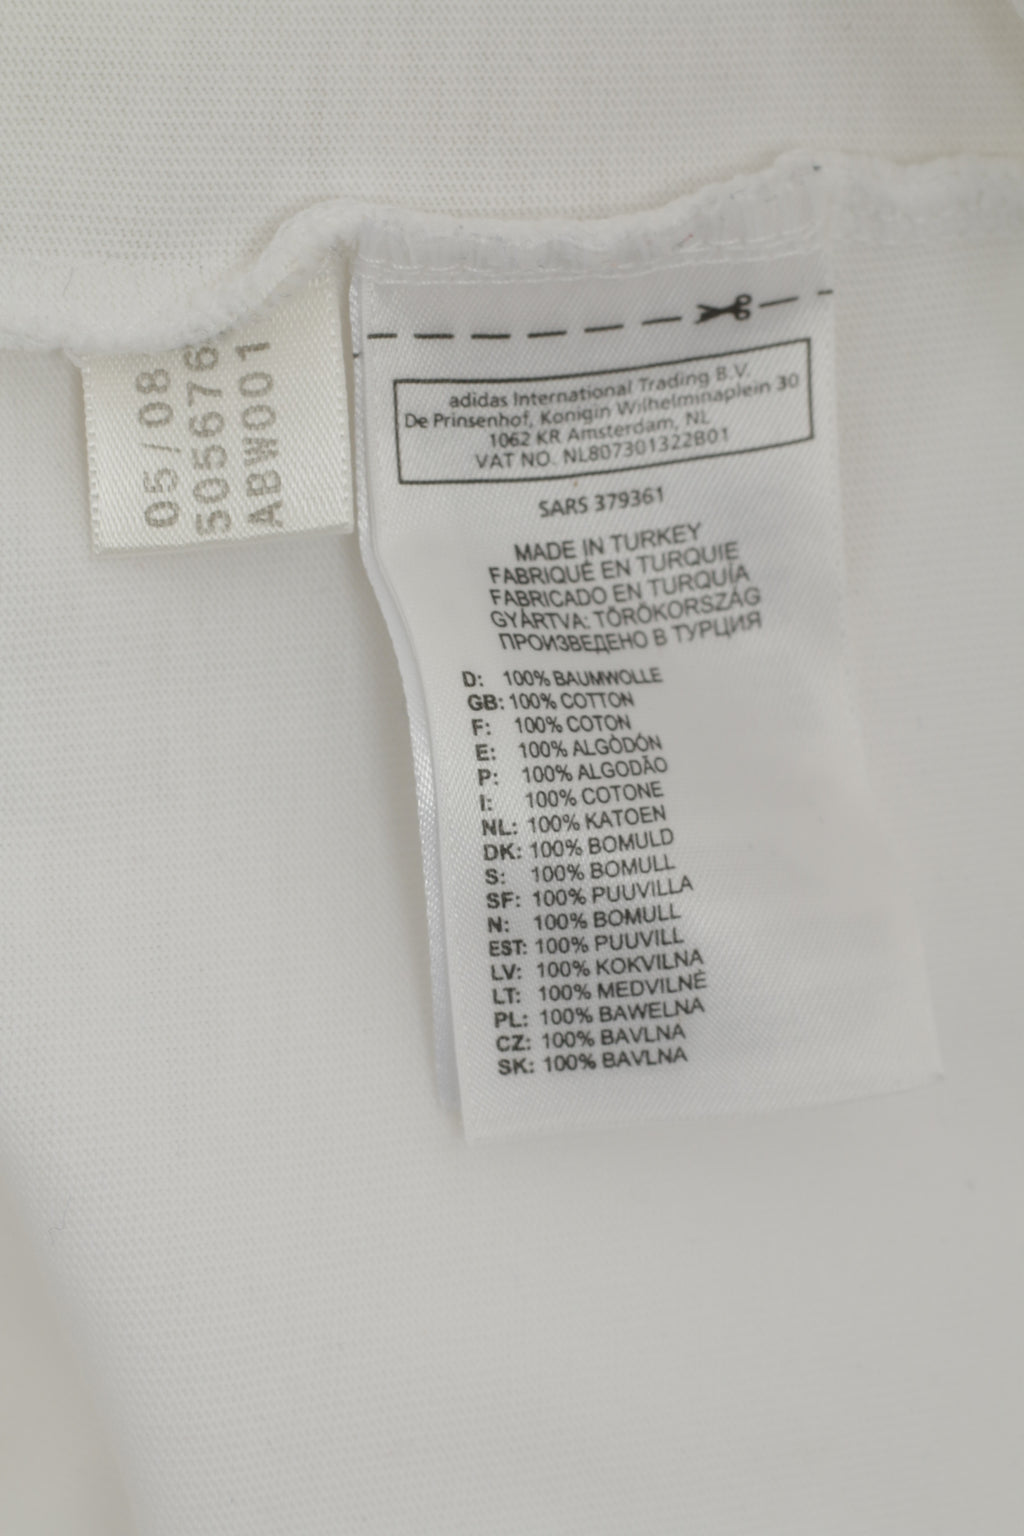 05/08
505676
ABW001
adidas International Trading B.V.
De Prinsenhof, Konigin Wilhelminaplein 30
1062 KR Amsterdam, NL
VAT NO. NL807301322B01
SARS 379361
MADE IN TURKEY
FABRIQUÉ EN TURQUIE
FABRICADO EN TURQUÍA
GYÁRTVA: TÖRÖKORSZÁG
ПРОИЗВЕДЕНО В ТУРЦИЯ
D: 100% BAUMWOLLE
GB: 100% COTTON
F: 100% COTON
E: 100% ALGÒDÓN
P: 100% ALGODÃO
I: 100% COTONE
NL: 100% KATOEN
DK: 100% BOMULD
S: 100% BOMULL
SF: 100% PUUVILLA
N: 100% BOMULL
EST: 100% PUUVILL
LV: 100% KOKVILNA
LT: 100% MEDVILNĖ
PL: 100% BAWELNA
CZ: 100% BAVLNA
SK: 100% BAVLNA